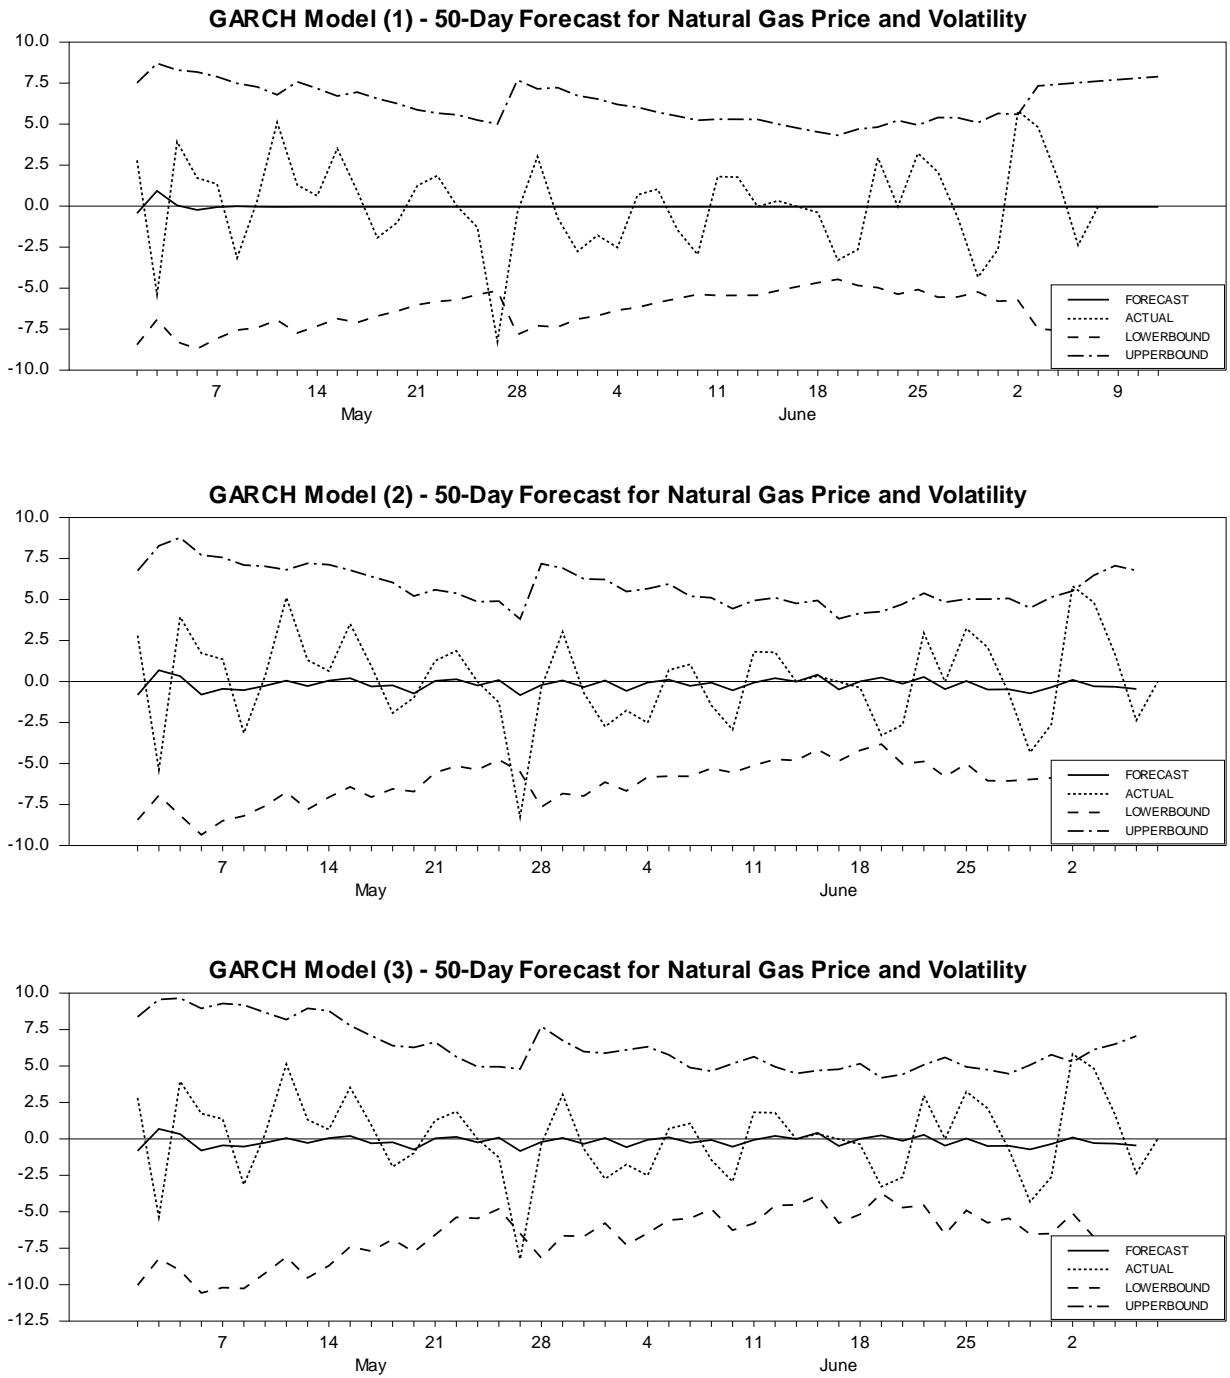 GARCH Model (1) - 50-Day Forecast for Natural Gas Price and Volatility
10.0
7.5
5.0
2.5
0.0
-2.5
-5.0
-7.5
-10.0
FORECAST
ACTUAL
LOWERBOUND
UPPERBOUND
7 14 21 28 4 11 18 25 2 9
May June
GARCH Model (2) - 50-Day Forecast for Natural Gas Price and Volatility
10.0
7.5
5.0
2.5
0.0
-2.5
-5.0
-7.5
-10.0
FORECAST
ACTUAL
LOWERBOUND
UPPERBOUND
7 14 21 28 4 11 18 25 2
May June
GARCH Model (3) - 50-Day Forecast for Natural Gas Price and Volatility
10.0
7.5
5.0
2.5
0.0
-2.5
-5.0
-7.5
-10.0
-12.5
FORECAST
ACTUAL
LOWERBOUND
UPPERBOUND
7 14 21 28 4 11 18 25 2
May June